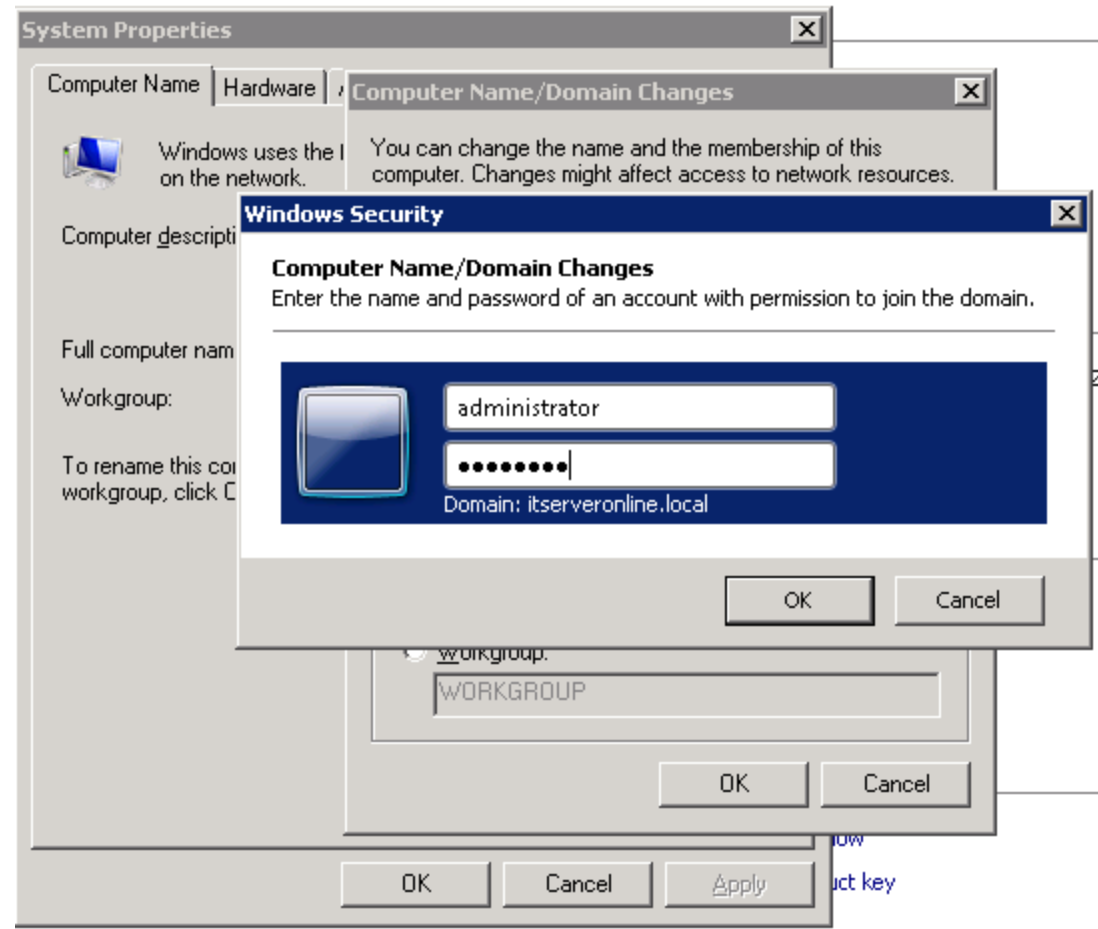 System Properties
Computer Name
Hardware
Computer Name/Domain Changes
Windows uses the
on the network.
You can change the name and the membership of this
computer. Changes might affect access to network resources.
Computer
Windows Security
Computer Name/Domain Changes
Enter the name and password of an account with permission to join the domain.
Full computer nam
Workgroup:
administrator
••••••••
Domain: itserveronline.local
To rename this
workgroup, click
OK
Cancel
Workgroup:
WORKGROUP
OK
Cancel
OK
Cancel
Apply
key